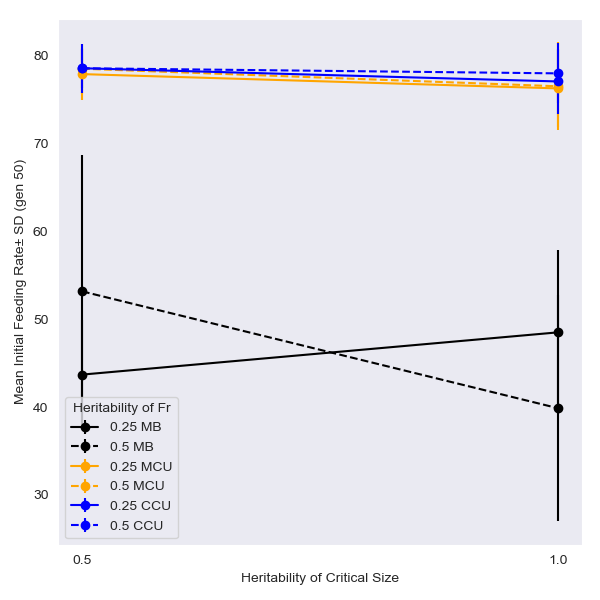 80
70
60
50
40
30
Mean Initial Feeding Rate± SD (gen 50)
Heritability of Fr
0.25 MB
0.5 MB
0.25 MCU
0.5 MCU
0.25 CCU
0.5 CCU
0.5
1.0
Heritability of Critical Size